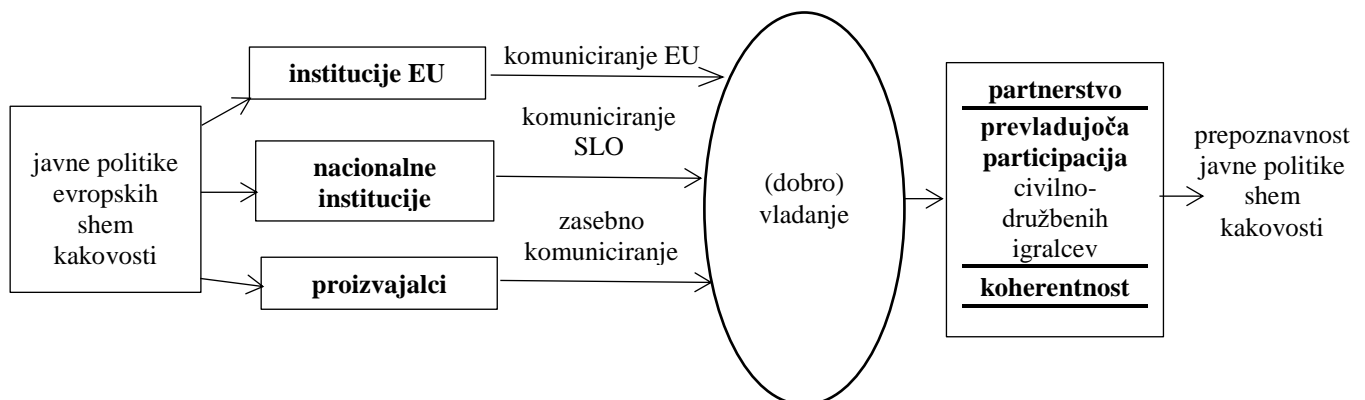 javne politike
evropskih
shem
kakovosti
institucije EU
nacionalne
institucije
proizvajalci
komuniciranje EU
komuniciranje
SLO
zasebno
komuniciranje
(dobro)
vladanje
partnerstvo
prevladujoča
participacija
civilno-
družbenih
igralcev
koherentnost
prepoznavnost
javne politike
shem
kakovosti